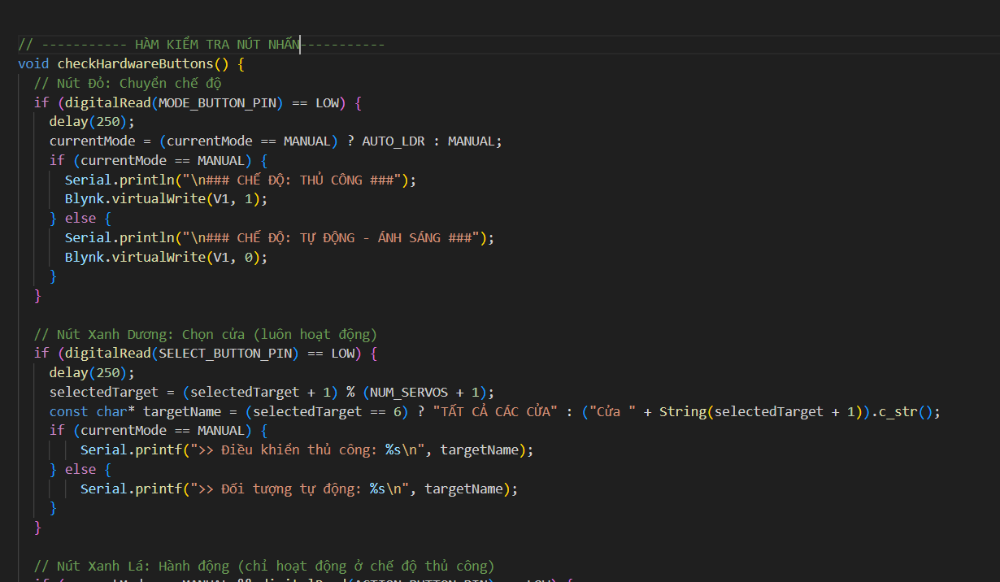 // ----------- HÀM KIỂM TRA NÚT NHẤN-----------
void checkHardwareButtons() {
  // Nút Đỏ: Chuyển chế độ
  if (digitalRead(MODE_BUTTON_PIN) == LOW) {
    delay(250);
    currentMode = (currentMode == MANUAL) ? AUTO_LDR : MANUAL;
    if (currentMode == MANUAL) {
      Serial.println("\n### CHẾ ĐỘ: THỦ CÔNG ###");
      Blynk.virtualWrite(V1, 1);
    } else {
      Serial.println("\n### CHẾ ĐỘ: TỰ ĐỘNG - ÁNH SÁNG ###");
      Blynk.virtualWrite(V1, 0);
    }
  }

  // Nút Xanh Dương: Chọn cửa (luôn hoạt động)
  if (digitalRead(SELECT_BUTTON_PIN) == LOW) {
    delay(250);
    selectedTarget = (selectedTarget + 1) % (NUM_SERVOS + 1);
    const char* targetName = (selectedTarget == 6) ? "TẤT CẢ CÁC CỬA" : ("Cửa " + String(selectedTarget + 1)).c_str();
    if (currentMode == MANUAL) {
        Serial.printf(">> Điều khiển thủ công: %s\n", targetName);
    } else {
        Serial.printf(">> Đối tượng tự động: %s\n", targetName);
    }
  }

  // Nút Xanh Lá: Hành động (chỉ hoạt động ở chế độ thủ công)
  if (currentMode == MANUAL && digitalRead(ACTION_BUTTON_PIN) == LOW) {